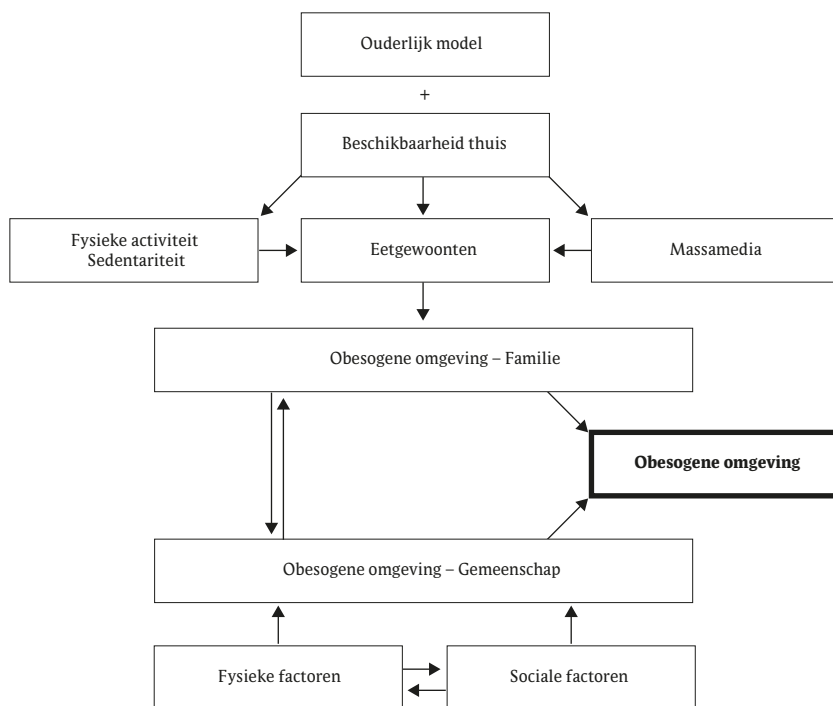 Ouderlijk model
+
Beschikbaarheid thuis
Fysieke activiteit
Sedentariteit
Eetgewoonten
Massamedia
Obesogene omgeving – Familie
Obesogene omgeving
Obesogene omgeving – Gemeenschap
Fysieke factoren
Sociale factoren